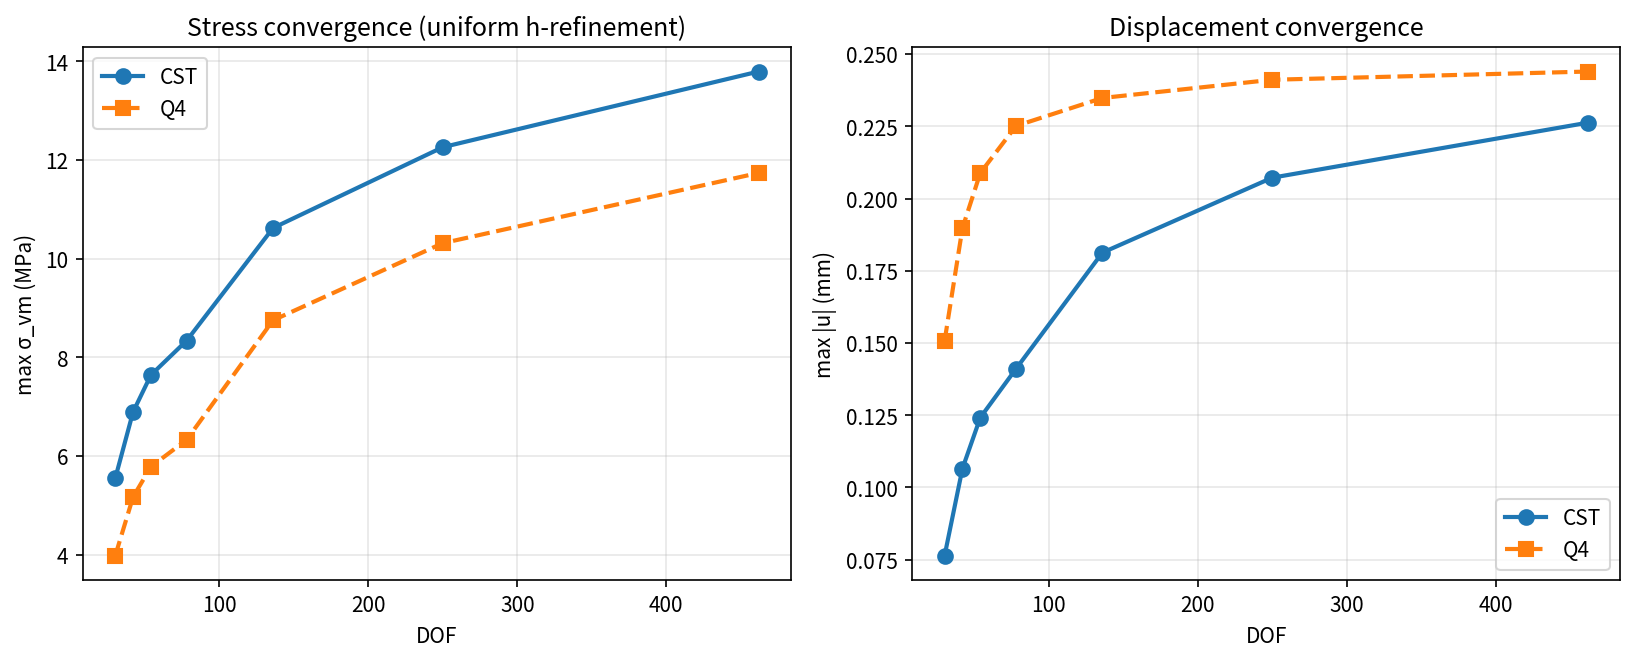 Stress convergence (uniform h-refinement)
CST
Q4
max σ_vm (MPa)
14
12
10
8
6
4
100
200
300
400
DOF
Displacement convergence
max |u| (mm)
0.250
0.225
0.200
0.175
0.150
0.125
0.100
0.075
CST
Q4
100
200
300
400
DOF